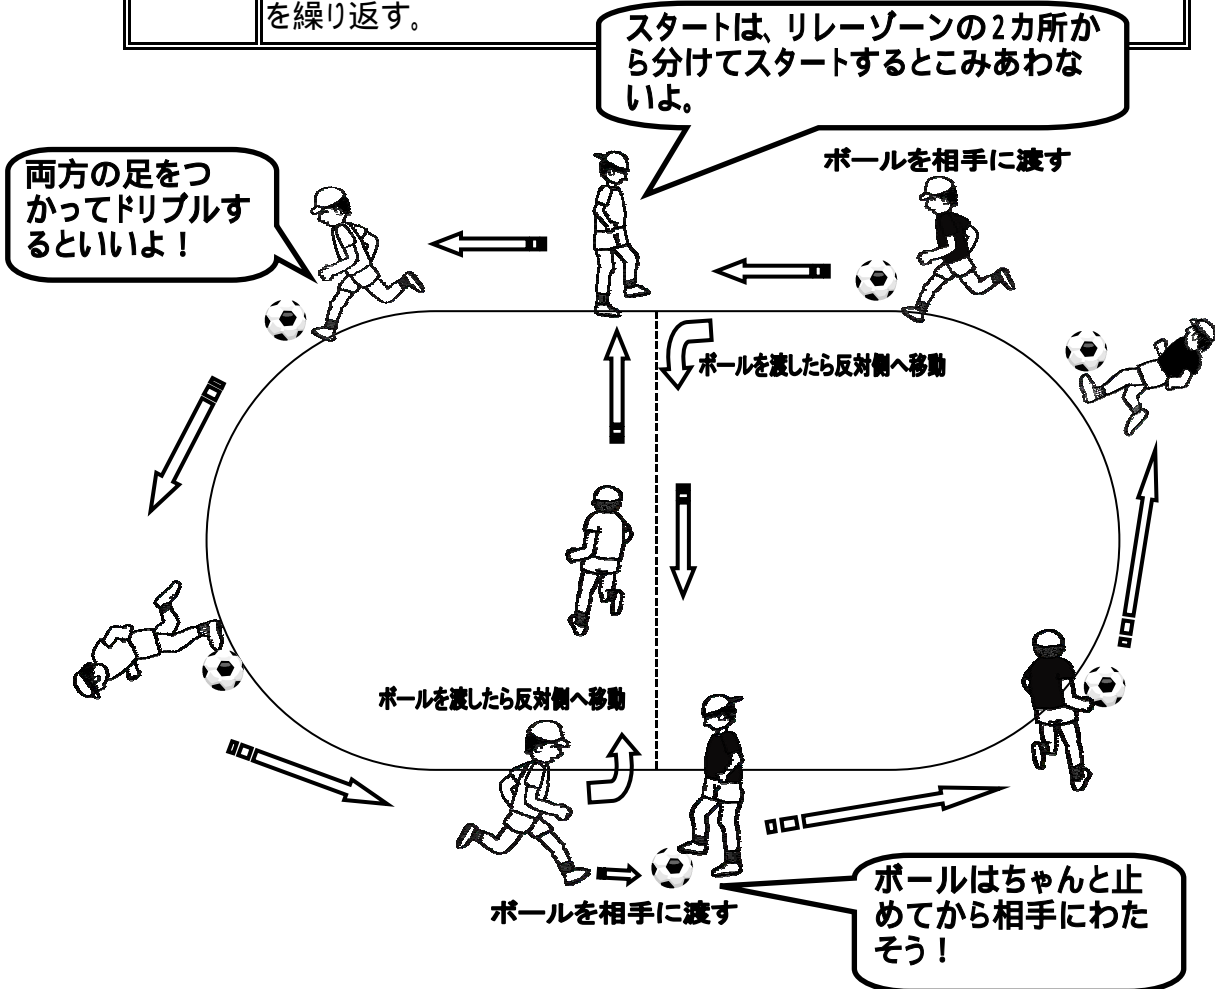 を繰り返す。
スタートは、リレーゾーンの2カ所か
ら分けてスタートするとこみあわな
いよ。
ボールを相手に渡す
両方の足をつ
かってドリブルす
るといいよ！
ボールを渡したら反対側へ移動
ボールを渡したら反対側へ移動
ボールを相手に渡す
ボールはちゃんと止
めてから相手にわた
そう！